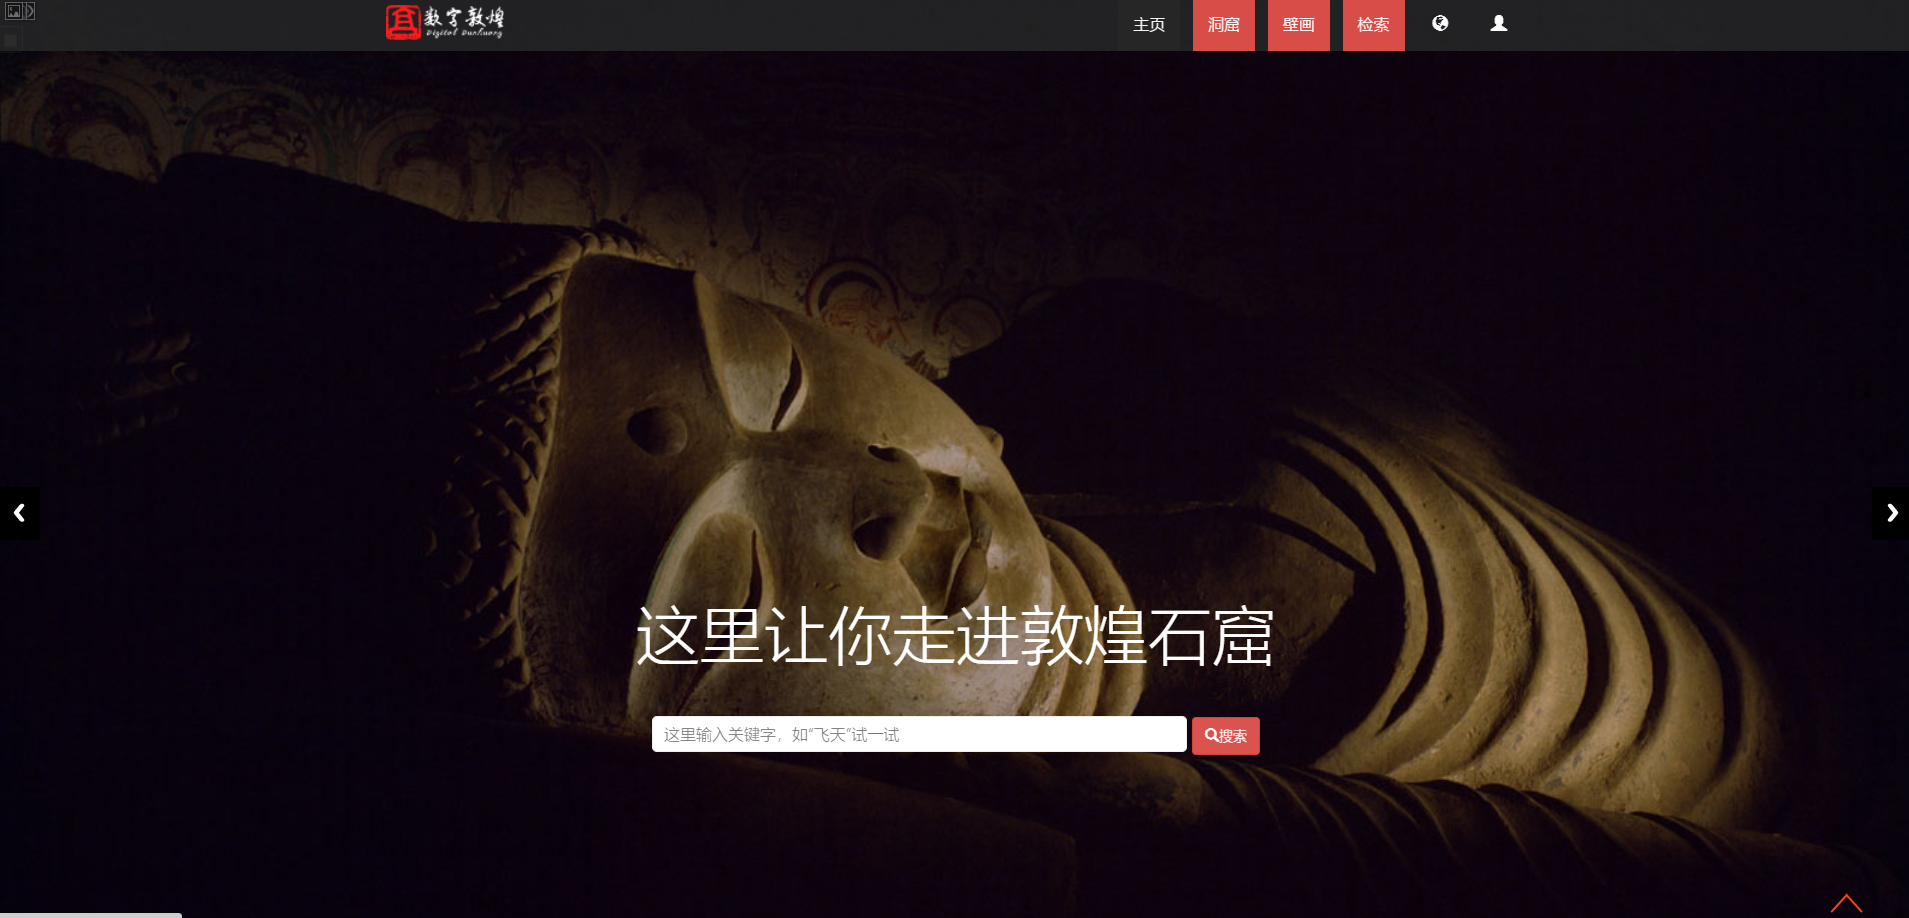 数字敦煌
Digital Dunhuang
主页
洞窟
壁画
检索
这里让你走进敦煌石窟
这里输入关键字，如“飞天”试一试
搜索